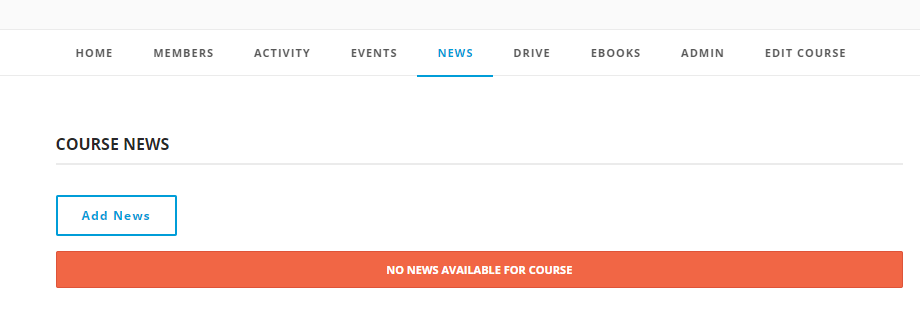 HOME MEMBERS ACTIVITY EVENTS NEWS DRIVE EBOOKS ADMIN EDIT COURSE
COURSE NEWS
Add News
NO NEWS AVAILABLE FOR COURSE